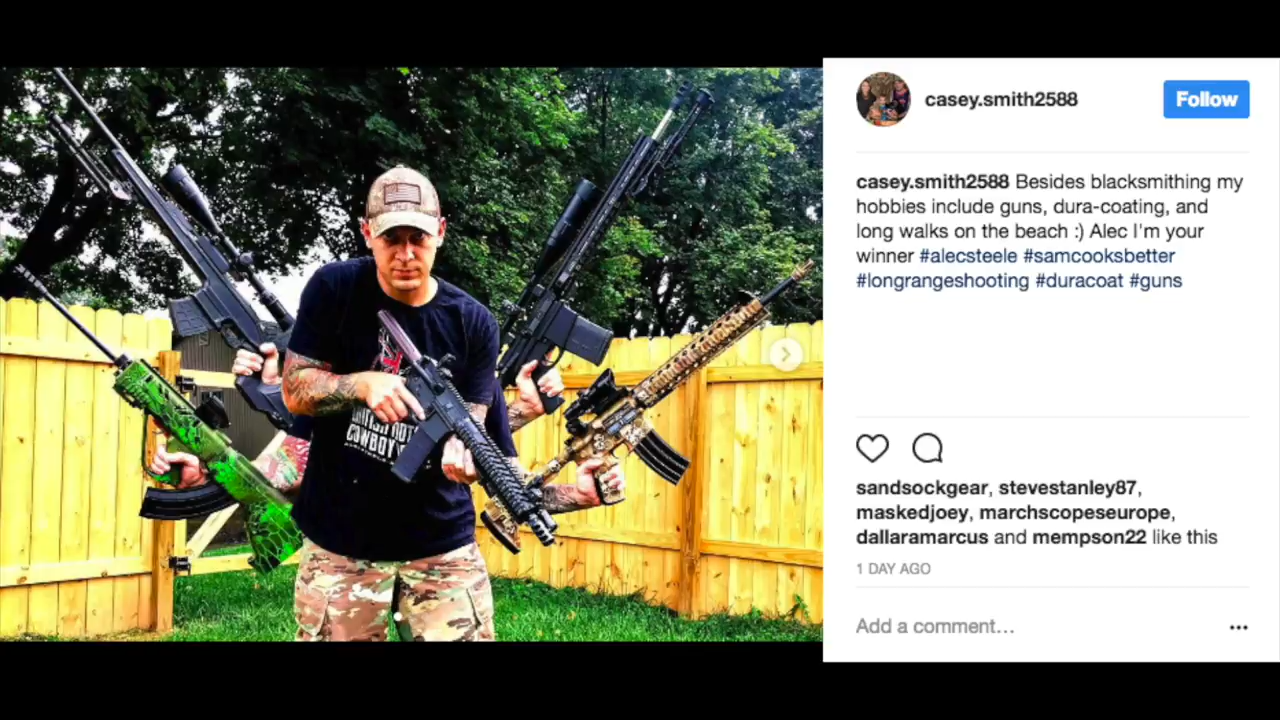 casey.smith2588
Follow
casey.smith2588 Besides blacksmithing my
hobbies include guns, dura-coating, and
long walks on the beach :) Alec I'm your
winner #alecsteele #samcooksbetter
#longrangeshooting #duracoat #guns
COWBOY
sandsockgear, stevestanley87,
maskedjoey, marchscopeseurope,
dallaramarcus and mempson22 like this
1 DAY AGO
Add a comment…